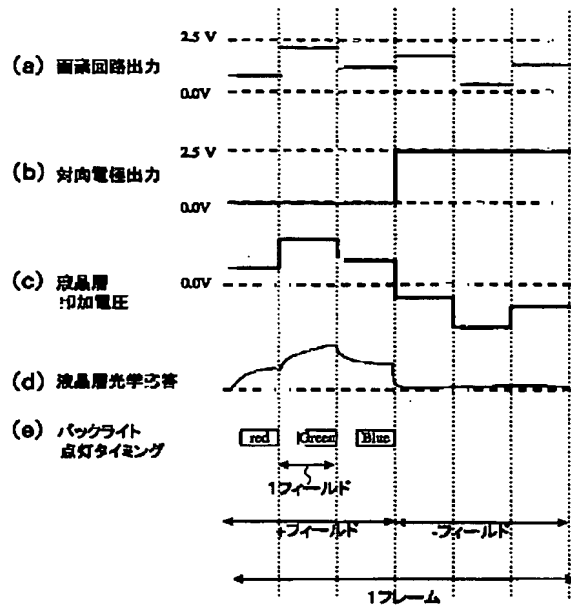 2.5 V
(a) 画素回路出力
0.0V
2.5 V
(b) 対向電極出力
0.0V
(c) 液晶層
0.0V
印加電圧
(d) 液晶層光学応答
(e) バックライト
点灯タイミング
red
Green
Blue
1フィールド
+フィールド
-フィールド
1フレーム